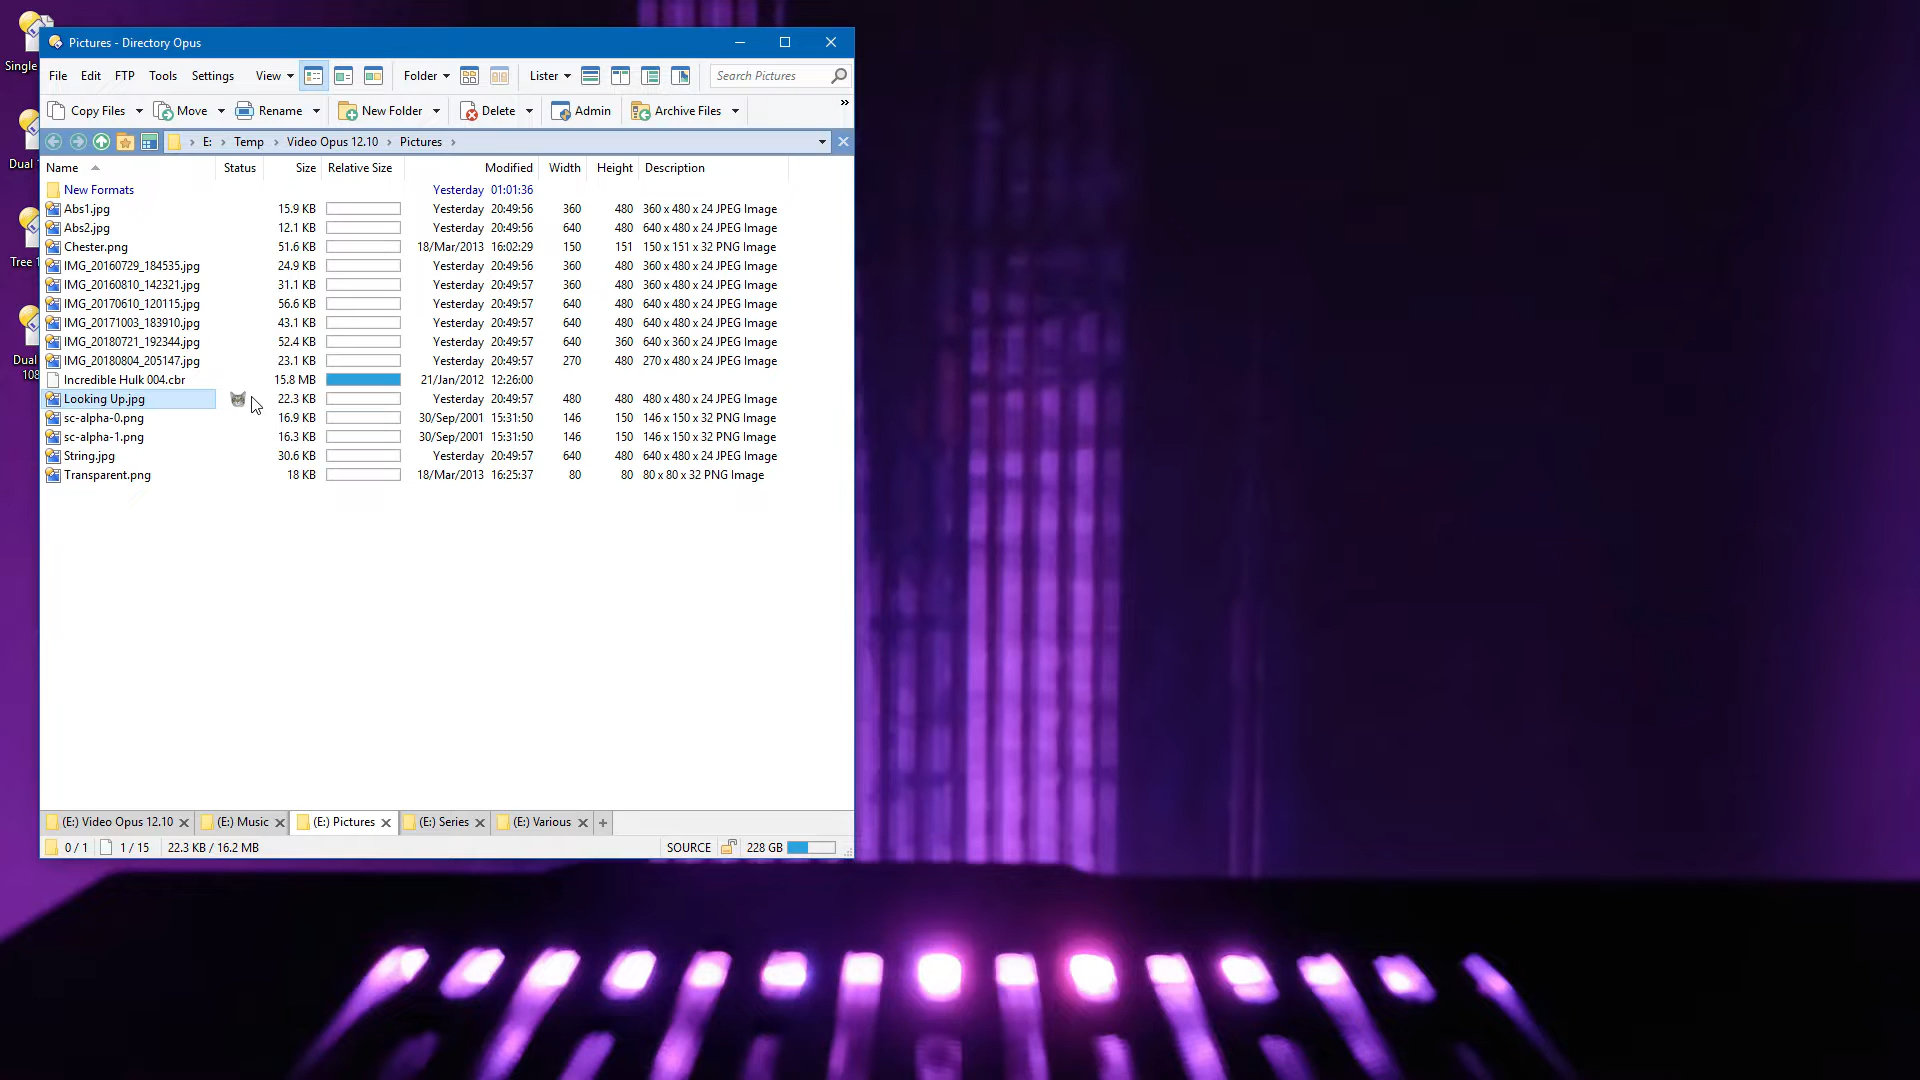 Single
Dual
Tree
Dual
108
Pictures - Directory Opus
File Edit FTP Tools Settings View Folder Lister Search Pictures
Copy Files Move Rename New Folder Delete Admin Archive Files »
E: › Temp › Video Opus 12.10 › Pictures ›
Name Status Size Relative Size Modified Width Height Description
New Formats Yesterday 01:01:36
Abs1.jpg 15.9 KB Yesterday 20:49:56 360 480 360 x 480 x 24 JPEG Image
Abs2.jpg 12.1 KB Yesterday 20:49:56 640 480 640 x 480 x 24 JPEG Image
Chester.png 51.6 KB 18/Mar/2013 16:02:29 150 151 150 x 151 x 32 PNG Image
IMG_20160729_184535.jpg 24.9 KB Yesterday 20:49:56 360 480 360 x 480 x 24 JPEG Image
IMG_20160810_142321.jpg 31.1 KB Yesterday 20:49:57 360 480 360 x 480 x 24 JPEG Image
IMG_20170610_120115.jpg 56.6 KB Yesterday 20:49:57 640 480 640 x 480 x 24 JPEG Image
IMG_20171003_183910.jpg 43.1 KB Yesterday 20:49:57 640 480 640 x 480 x 24 JPEG Image
IMG_20180721_192344.jpg 52.4 KB Yesterday 20:49:57 640 360 640 x 360 x 24 JPEG Image
IMG_20180804_205147.jpg 23.1 KB Yesterday 20:49:57 270 480 270 x 480 x 24 JPEG Image
Incredible Hulk 004.cbr 15.8 MB 21/Jan/2012 12:26:00
Looking Up.jpg 22.3 KB Yesterday 20:49:57 480 480 480 x 480 x 24 JPEG Image
sc-alpha-0.png 16.9 KB 30/Sep/2001 15:31:50 146 150 146 x 150 x 32 PNG Image
sc-alpha-1.png 16.3 KB 30/Sep/2001 15:31:50 146 150 146 x 150 x 32 PNG Image
String.jpg 30.6 KB Yesterday 20:49:57 640 480 640 x 480 x 24 JPEG Image
Transparent.png 18 KB 18/Mar/2013 16:25:37 80 80 80 x 80 x 32 PNG Image
(E:) Video Opus 12.10 (E:) Music (E:) Pictures (E:) Series (E:) Various +
0 / 1 1 / 15 22.3 KB / 16.2 MB SOURCE 228 GB